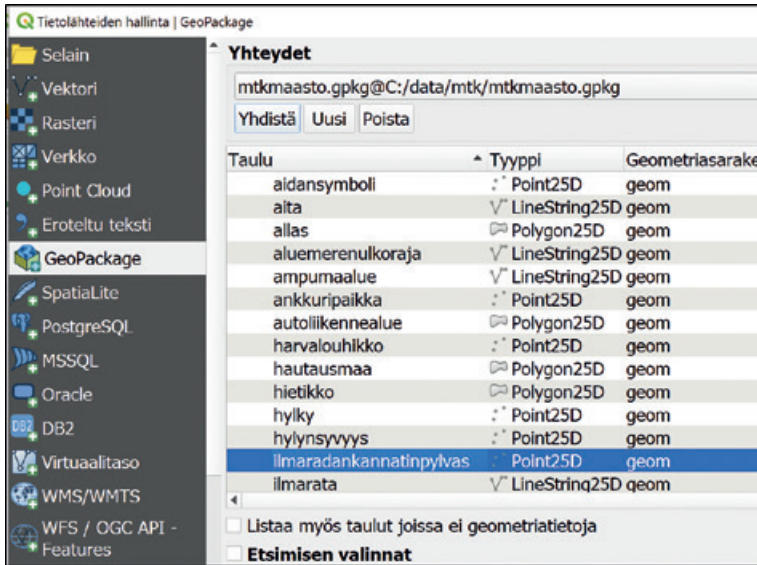 Tietolähteiden hallinta | GeoPackage
Selain
Vektori
Rasteri
Verkko
Point Cloud
Eroteltu teksti
GeoPackage
SpatiaLite
PostgreSQL
MSSQL
Oracle
DB2 DB2
Virtuaalitaso
WMS/WMTS
WFS / OGC API -
Features
Yhteydet
mtkmaasto.gpkg@C:/data/mtk/mtkmaasto.gpkg
Yhdistä Uusi Poista
Taulu Tyyppi Geometriasarake
aidansymboli Point25D geom
aita LineString25D geom
allas Polygon25D geom
aluemerenulkoraja LineString25D geom
ampumaalue LineString25D geom
ankkuripaikka Point25D geom
autoliikennealue Polygon25D geom
harvalouhikko Point25D geom
hautausmaa Polygon25D geom
hietikko Polygon25D geom
hylky Point25D geom
hylynsyvyys Point25D geom
ilmaradankannatinpylvas Point25D geom
ilmarata LineString25D geom
Listaa myös taulut joissa ei geometriatietoja
Etsimisen valinnat